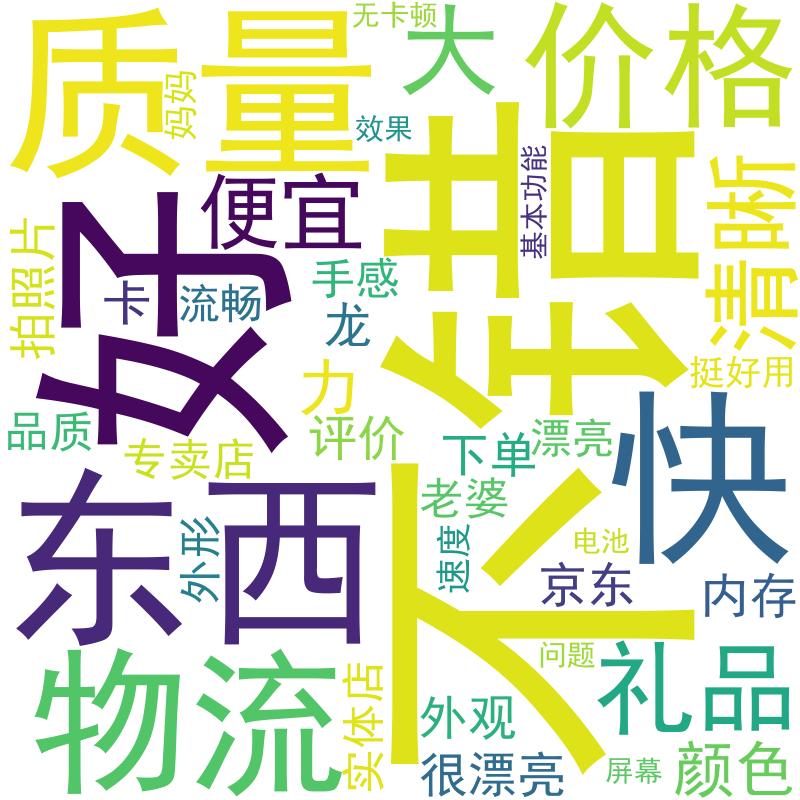 无卡顿
质量
大
价格
妈妈
效果
不错
基本功能
清晰
便宜
好
拍照片
手感
卡
流畅
龙
挺好用
力
快
品质
专卖店
评价
下单
漂亮
东西
老婆
外形
速度
电池
京东
内存
物流
问题
礼品
实体店
外观
很漂亮
屏幕
颜色